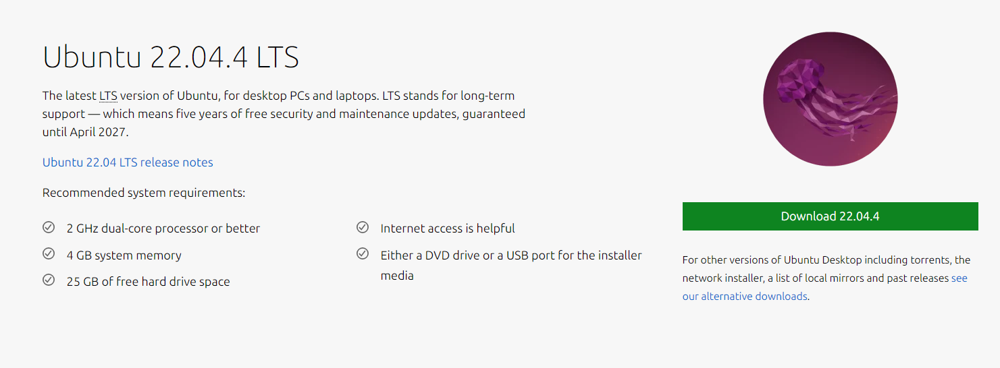 Ubuntu 22.04.4 LTS
The latest LTS version of Ubuntu, for desktop PCs and laptops. LTS stands for long-term
support — which means five years of free security and maintenance updates, guaranteed
until April 2027.
Ubuntu 22.04 LTS release notes
Recommended system requirements:
2 GHz dual-core processor or better
4 GB system memory
25 GB of free hard drive space
Internet access is helpful
Either a DVD drive or a USB port for the installer
media
Download 22.04.4
For other versions of Ubuntu Desktop including torrents, the
network installer, a list of local mirrors and past releases see
our alternative downloads.